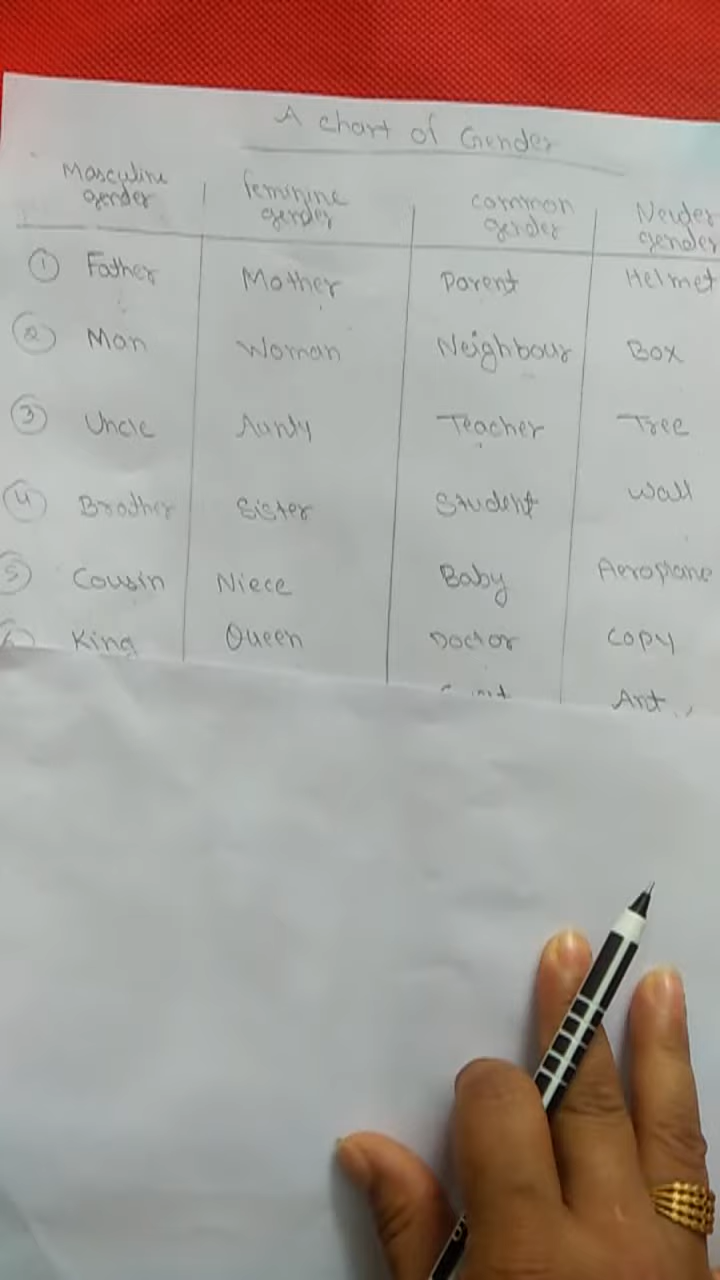 A Chart of Gender
Masculine gender feminine gender common gender Neuder gender
1 Father Mother Parent Helmet
2 Man Woman Neighbour Box
3 Uncle Aunty Teacher Tree
4 Brother Sister Student Wall
5 Cousin Niece Baby Aeroplane
King Queen Doctor Copy
Ant